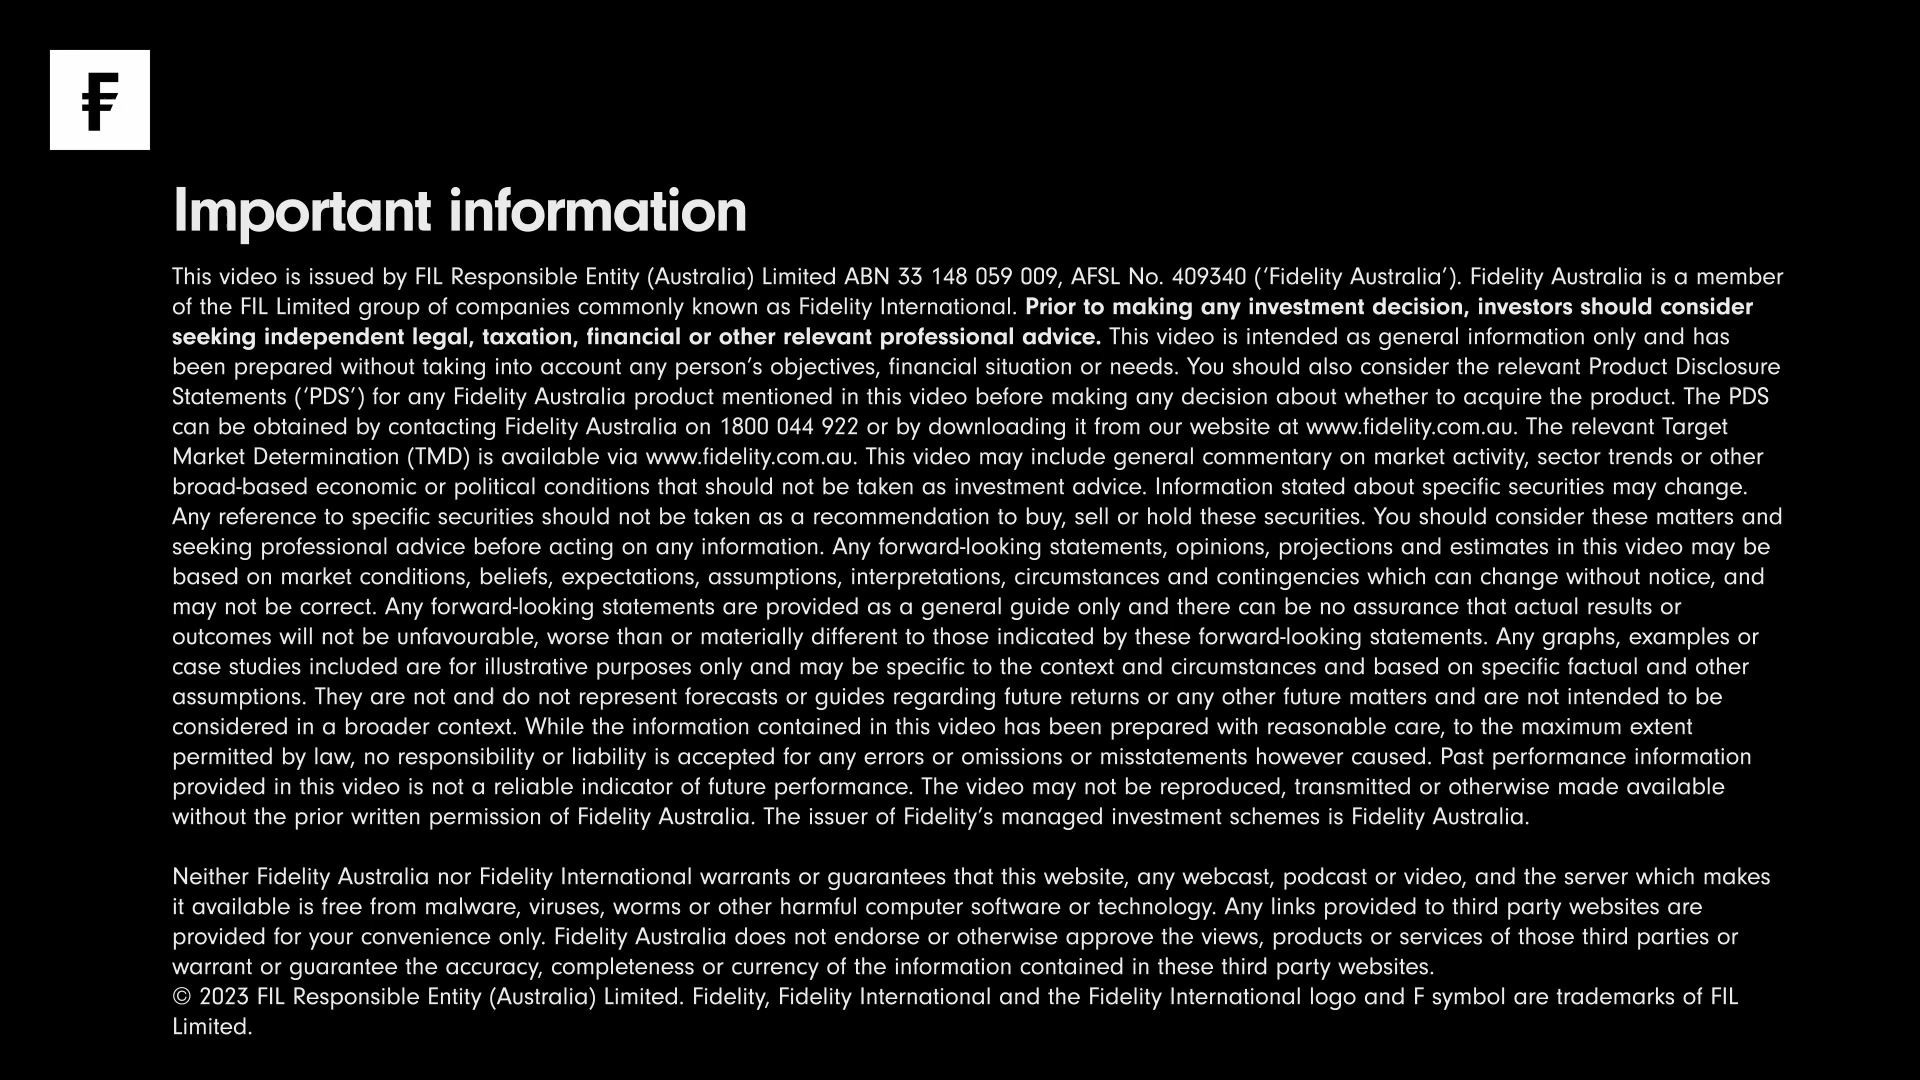 Important information
This video is issued by FIL Responsible Entity (Australia) Limited ABN 33 148 059 009, AFSL No. 409340 (‘Fidelity Australia’). Fidelity Australia is a member
of the FIL Limited group of companies commonly known as Fidelity International. Prior to making any investment decision, investors should consider
seeking independent legal, taxation, financial or other relevant professional advice. This video is intended as general information only and has
been prepared without taking into account any person’s objectives, financial situation or needs. You should also consider the relevant Product Disclosure
Statements (‘PDS’) for any Fidelity Australia product mentioned in this video before making any decision about whether to acquire the product. The PDS
can be obtained by contacting Fidelity Australia on 1800 044 922 or by downloading it from our website at www.fidelity.com.au. The relevant Target
Market Determination (TMD) is available via www.fidelity.com.au. This video may include general commentary on market activity, sector trends or other
broad-based economic or political conditions that should not be taken as investment advice. Information stated about specific securities may change.
Any reference to specific securities should not be taken as a recommendation to buy, sell or hold these securities. You should consider these matters and
seeking professional advice before acting on any information. Any forward-looking statements, opinions, projections and estimates in this video may be
based on market conditions, beliefs, expectations, assumptions, interpretations, circumstances and contingencies which can change without notice, and
may not be correct. Any forward-looking statements are provided as a general guide only and there can be no assurance that actual results or
outcomes will not be unfavourable, worse than or materially different to those indicated by these forward-looking statements. Any graphs, examples or
case studies included are for illustrative purposes only and may be specific to the context and circumstances and based on specific factual and other
assumptions. They are not and do not represent forecasts or guides regarding future returns or any other future matters and are not intended to be
considered in a broader context. While the information contained in this video has been prepared with reasonable care, to the maximum extent
permitted by law, no responsibility or liability is accepted for any errors or omissions or misstatements however caused. Past performance information
provided in this video is not a reliable indicator of future performance. The video may not be reproduced, transmitted or otherwise made available
without the prior written permission of Fidelity Australia. The issuer of Fidelity’s managed investment schemes is Fidelity Australia.
Neither Fidelity Australia nor Fidelity International warrants or guarantees that this website, any webcast, podcast or video, and the server which makes
it available is free from malware, viruses, worms or other harmful computer software or technology. Any links provided to third party websites are
provided for your convenience only. Fidelity Australia does not endorse or otherwise approve the views, products or services of those third parties or
warrant or guarantee the accuracy, completeness or currency of the information contained in these third party websites.
© 2023 FIL Responsible Entity (Australia) Limited. Fidelity, Fidelity International and the Fidelity International logo and F symbol are trademarks of FIL
Limited.